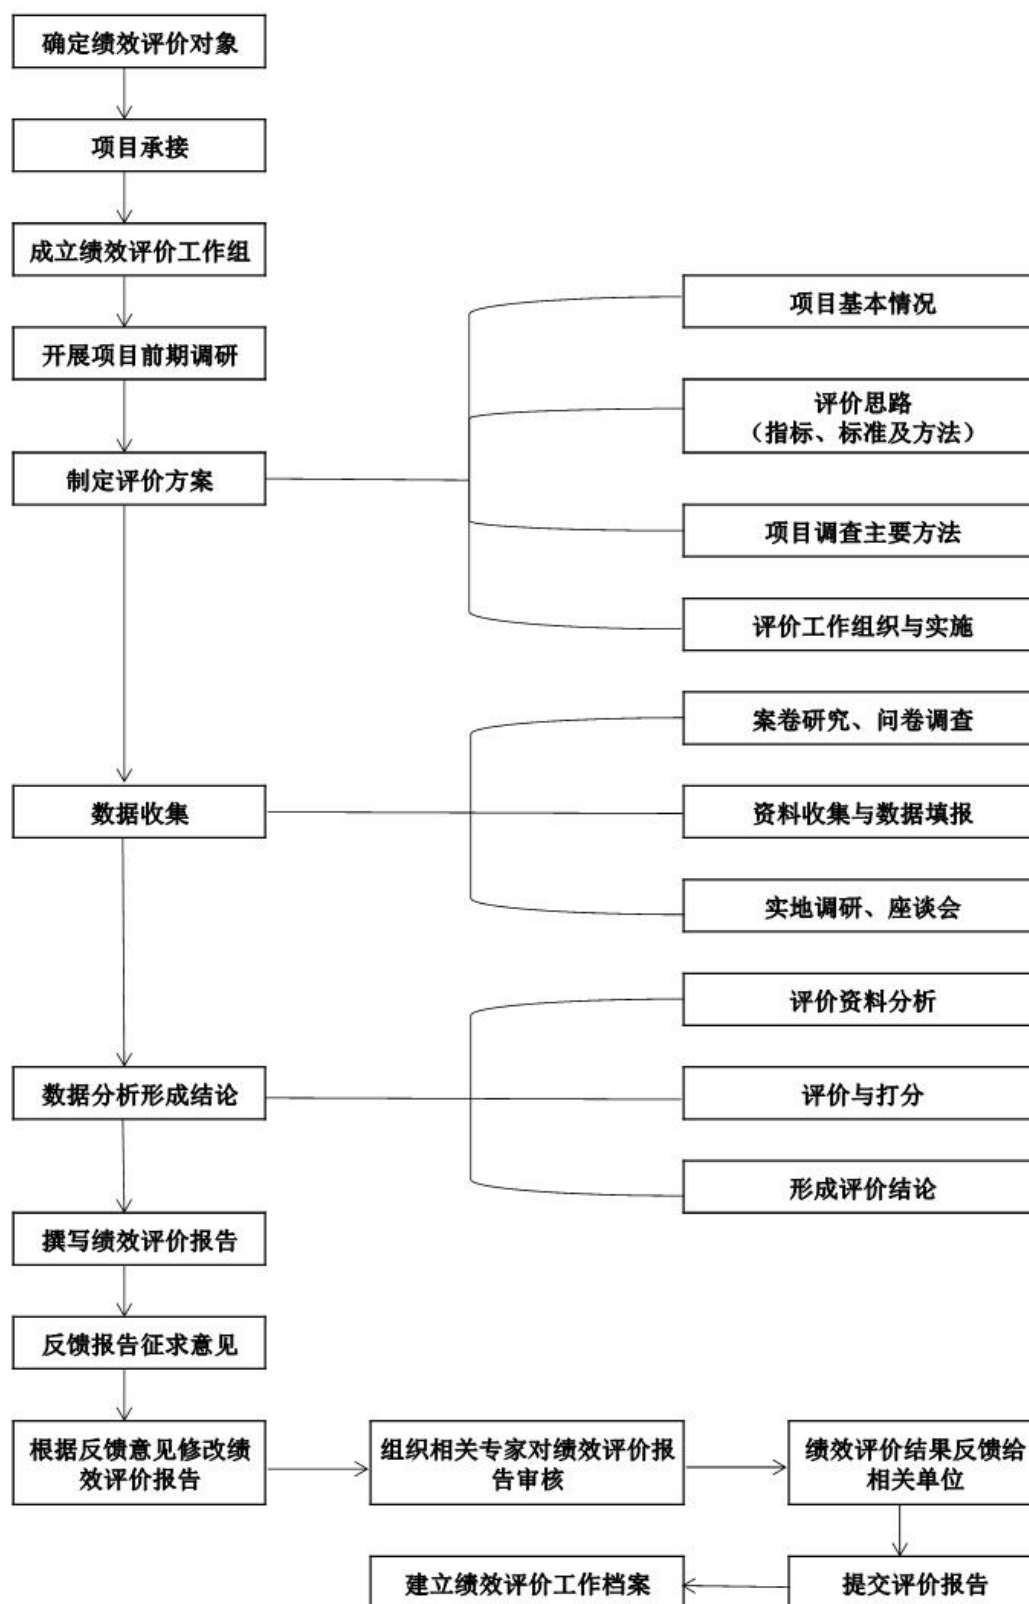 确定绩效评价对象
项目承接
成立绩效评价工作组
开展项目前期调研
制定评价方案
项目基本情况
评价思路
（指标、标准及方法）
项目调查主要方法
评价工作组织与实施
数据收集
案卷研究、问卷调查
资料收集与数据填报
实地调研、座谈会
数据分析形成结论
评价资料分析
评价与打分
形成评价结论
撰写绩效评价报告
反馈报告征求意见
根据反馈意见修改绩
效评价报告
组织相关专家对绩效评价报
告审核
绩效评价结果反馈给
相关单位
提交评价报告
建立绩效评价工作档案